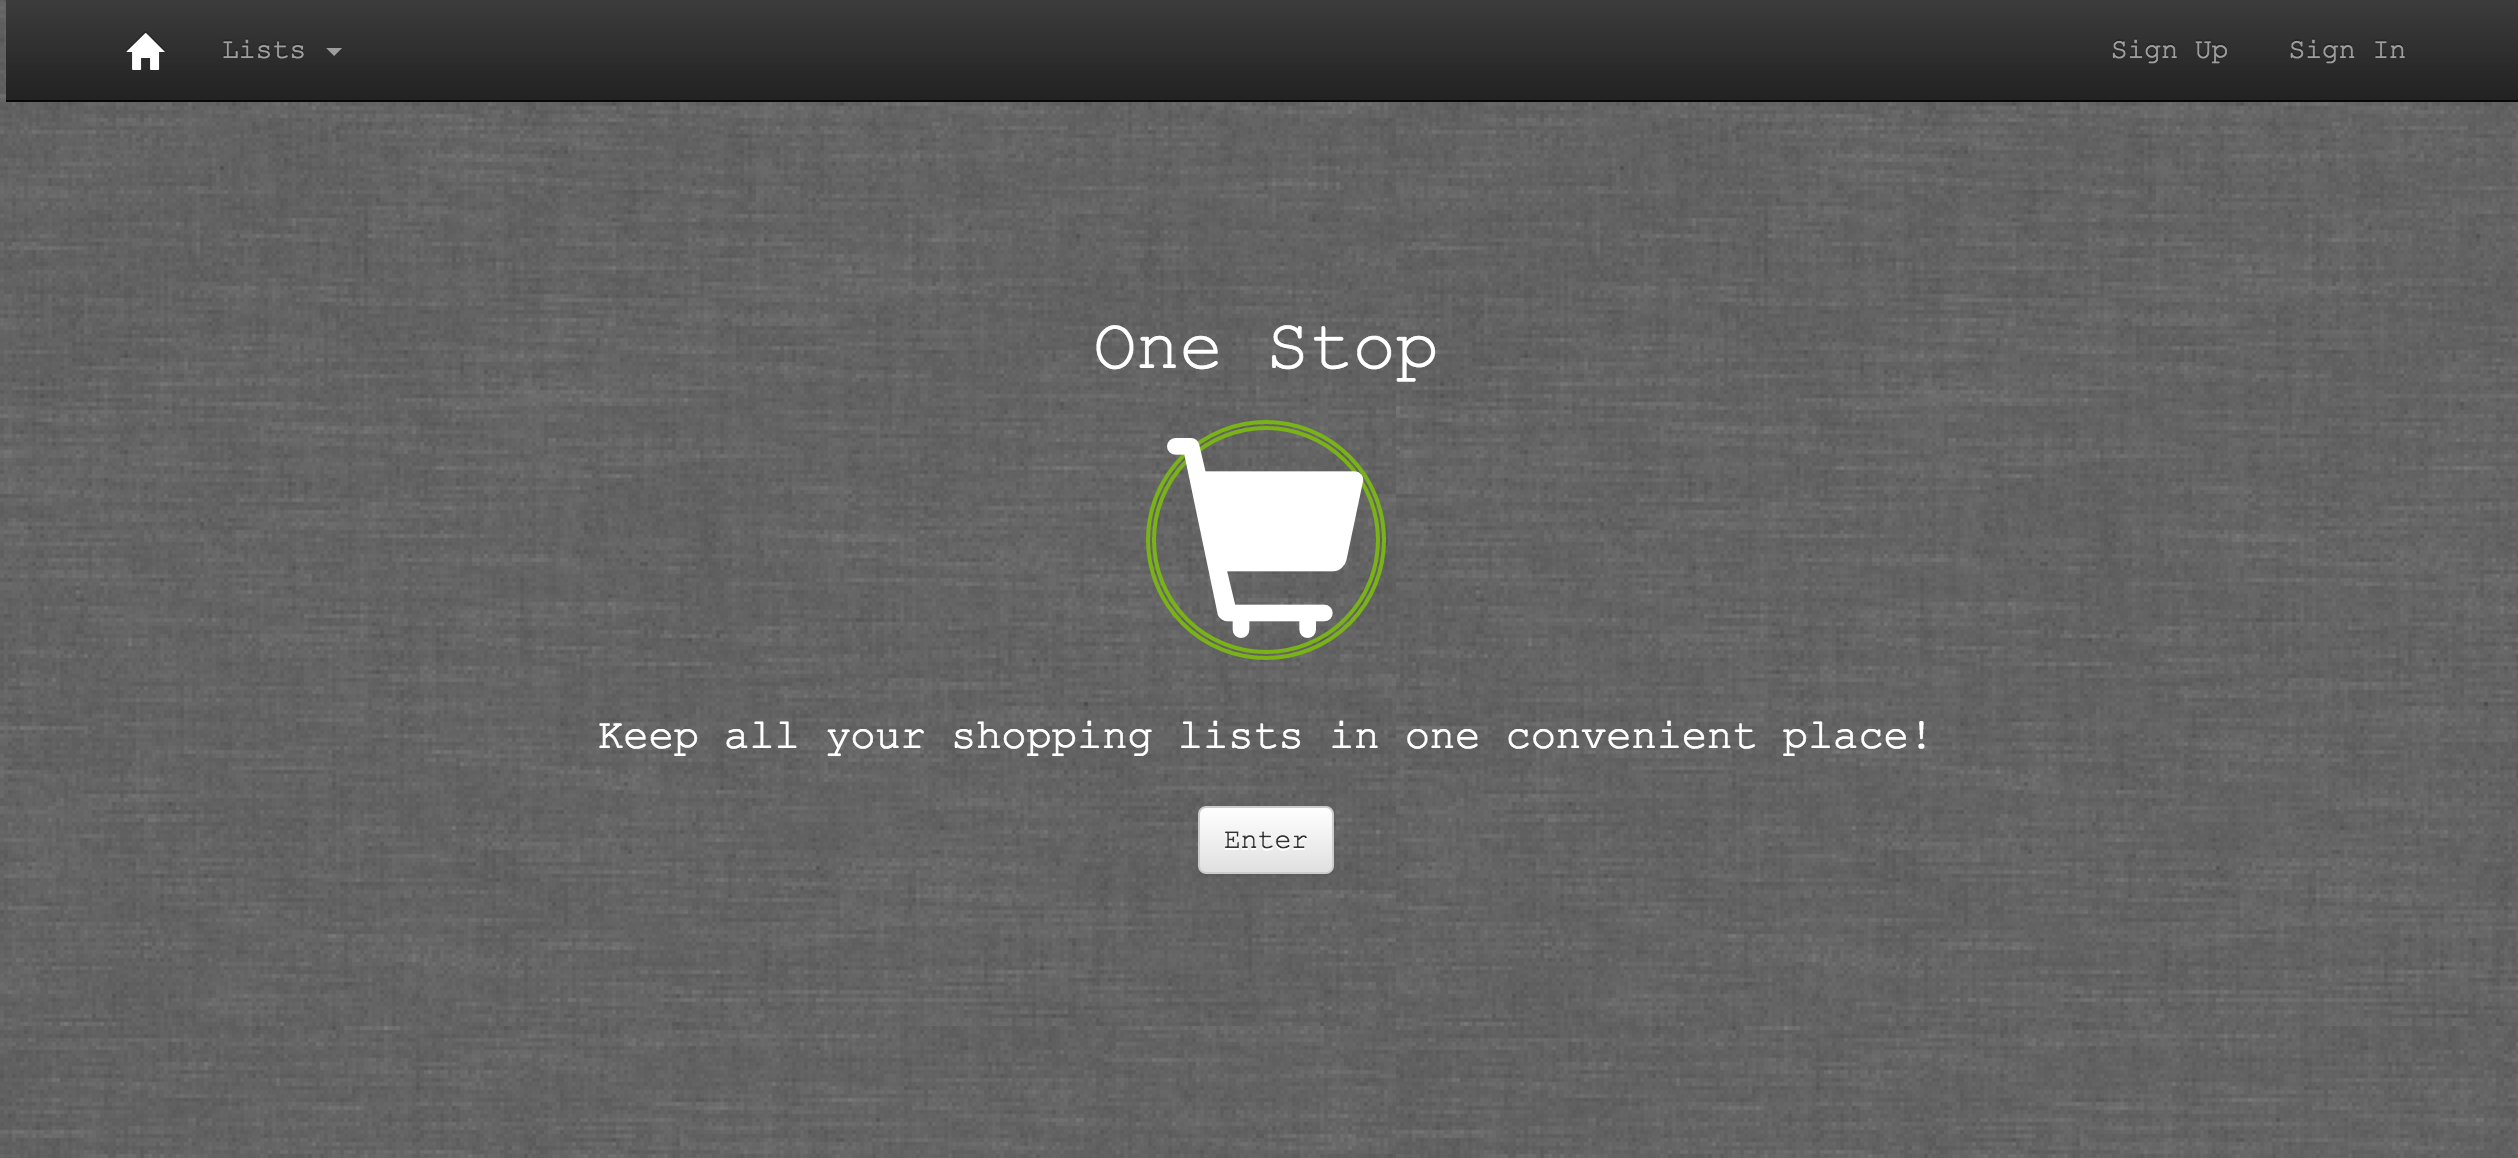 Lists
Sign Up
Sign In
One Stop
Keep all your shopping lists in one convenient place!
Enter